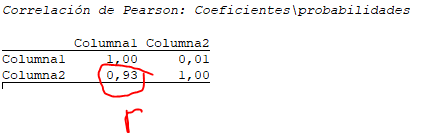 Correlación de Pearson: Coeficientes\probabilidades
Columna1 Columna2
Columna1 1,00 0,01
Columna2 0,93 1,00
r